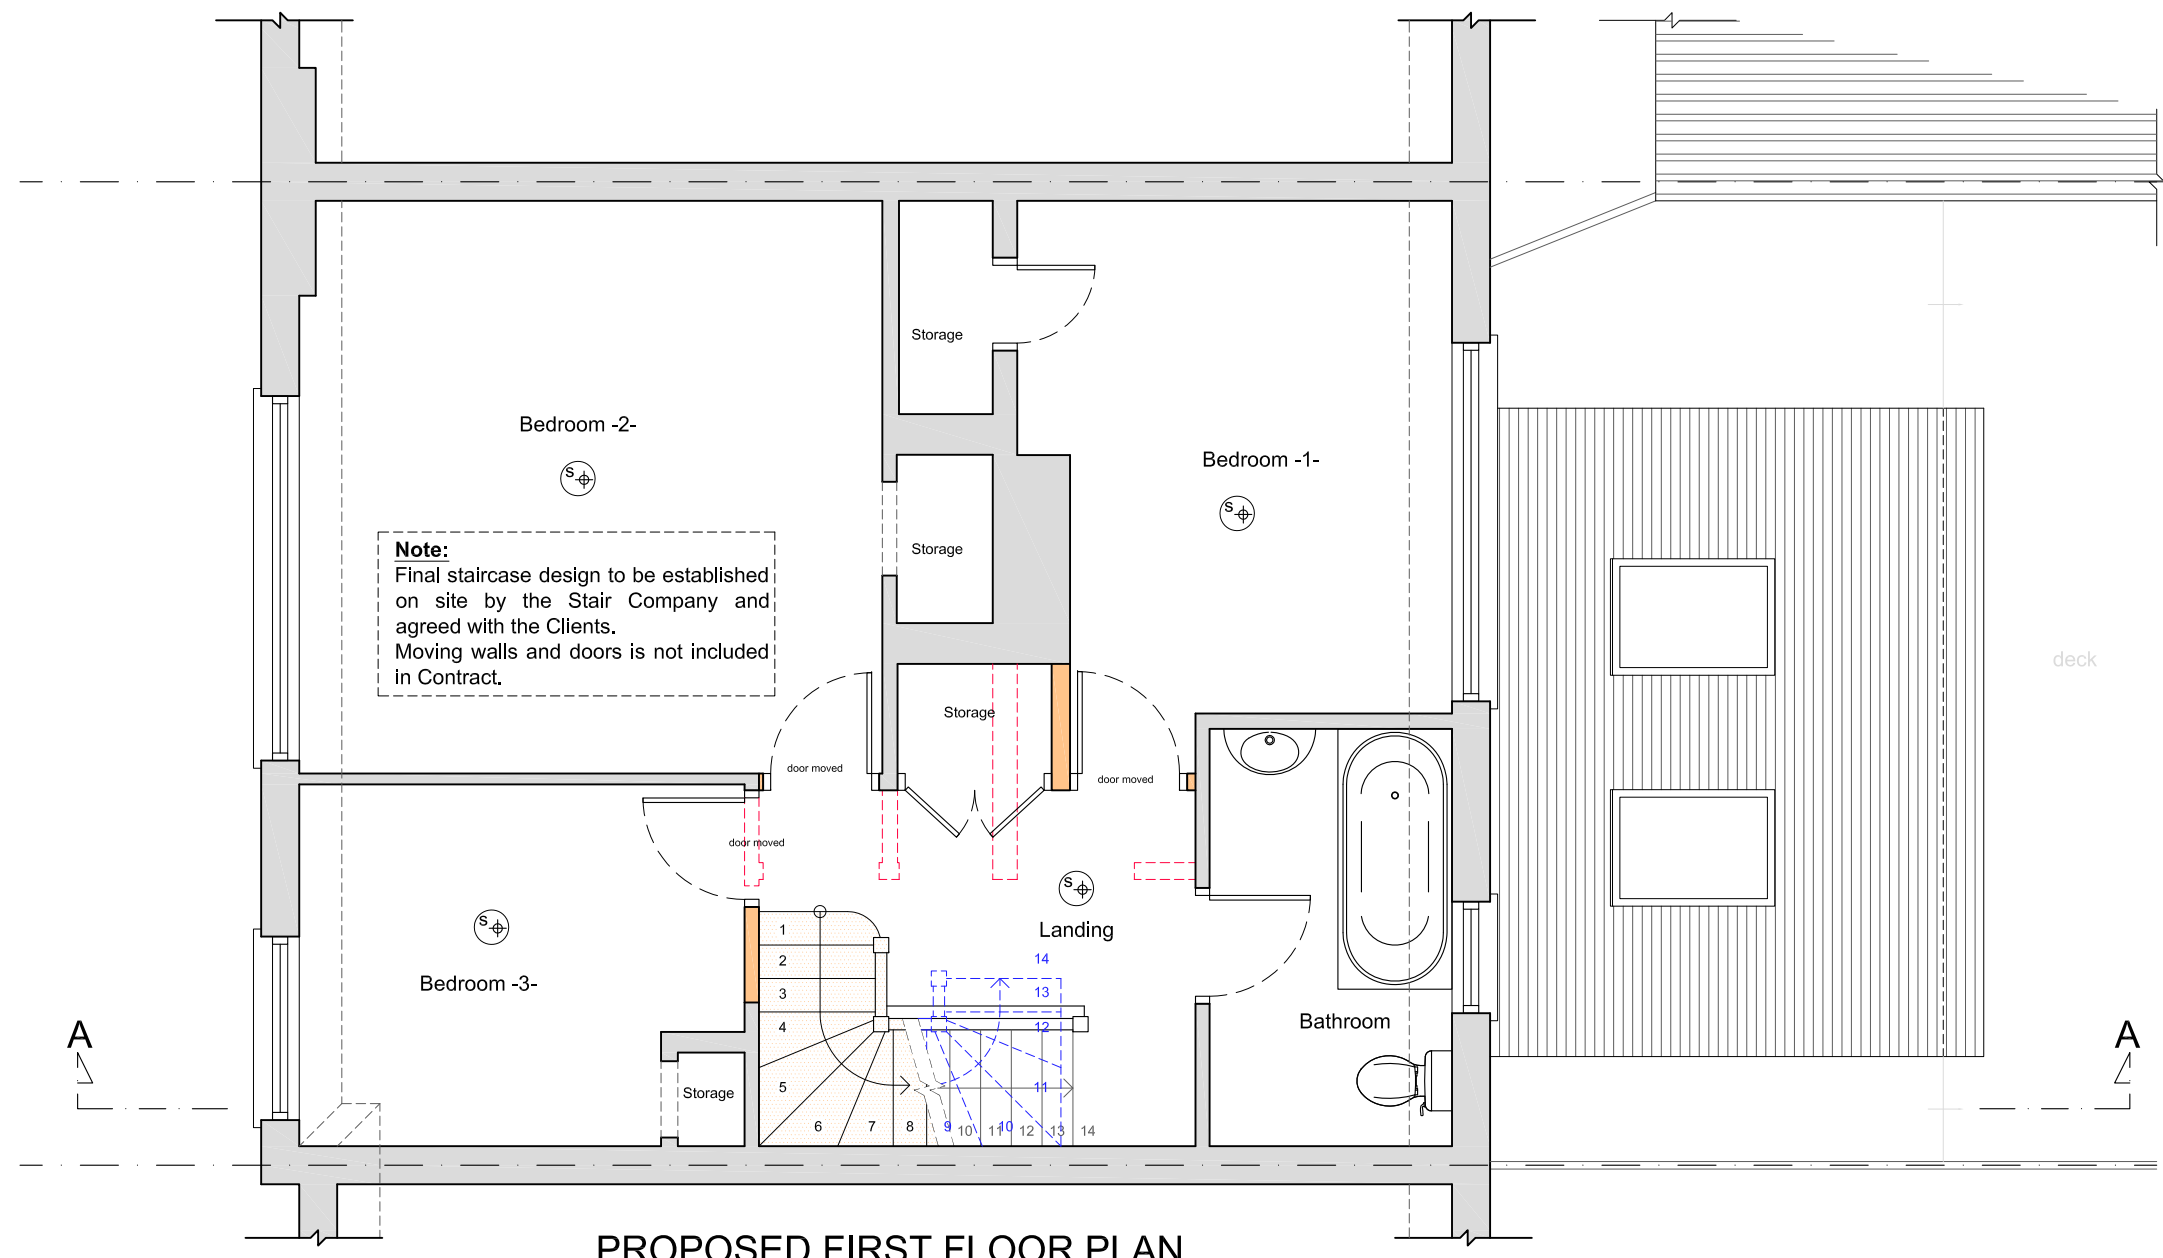 Storage
Bedroom -2-
S
Bedroom -1-
S
Note:
Final staircase design to be established
on site by the Stair Company and
agreed with the Clients.
Moving walls and doors is not included
in Contract.
Storage
deck
Storage
door moved
door moved
door moved
S
Landing
S
Bedroom -3-
1
2
3
4
5
6
7
8
9
10
11
12
13
14
10
11
12
13
14
Bathroom
Storage
A
A
PROPOSED FIRST FLOOR PLAN